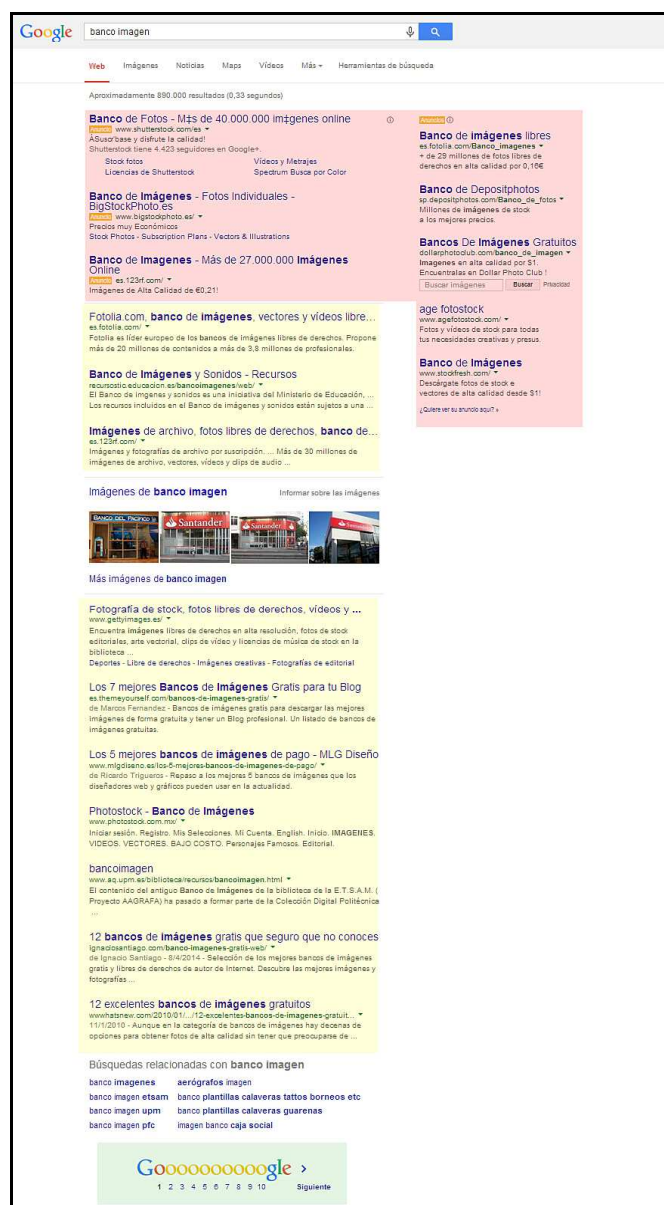 Google
banco imagen
Web Imágenes Noticias Maps Vídeos Más Herramientas de búsqueda
Aproximadamente 890.000 resultados (0,33 segundos)
Banco de Fotos - M‡s de 40.000.000 im‡genes online
Anuncio www.shutterstock.com/es
ÁSuscr'base y disfrute la calidad!
Shutterstock tiene 4.423 seguidores en Google+.
Stock fotos Vídeos y Metrajes
Licencias de Shutterstock Spectrum Busca por Color
Banco de Imágenes - Fotos Individuales -
BigStockPhoto.es
Anuncio www.bigstockphoto.es/
Precios muy Económicos
Stock Photos - Subscription Plans - Vectors & Illustrations
Banco de Imagenes - Más de 27.000.000 Imágenes
Online
Anuncio es.123rf.com/
Imágenes de Alta Calidad de €0,21!
Anuncios
Banco de imágenes libres
es.fotolia.com/Banco_imagenes
+ de 29 millones de fotos libres de
derechos en alta calidad por 0,16€
Banco de Depositphotos
sp.depositphotos.com/Banco_de_fotos
Millones de imágenes de stock
a los mejores precios.
Bancos De Imágenes Gratuitos
dollarphotoclub.com/banco_de_imagen
Imagenes en alta calidad por $1.
Encuentralas en Dollar Photo Club !
Buscar imágenes Buscar Privacidad
age fotostock
www.agefotostock.com/
Fotos y vídeos de stock para todas
tus necesidades creativas y presus.
Banco de Imágenes
www.stockfresh.com/
Descárgate fotos de stock e
vectores de alta calidad desde $1!
¿Quiere ver su anuncio aquí? »
Fotolia.com, banco de imágenes, vectores y vídeos libre...
es.fotolia.com/
Fotolia es líder europeo de los bancos de imágenes libres de derechos. Propone
más de 20 millones de contenidos a más de 3,8 millones de profesionales.
Banco de Imágenes y Sonidos - Recursos
recursostic.educacion.es/bancoimagenes/web/
El Banco de imgenes y sonidos es una iniciativa del Ministerio de Educación, ...
Los recursos incluidos en el Banco de imágenes y sonidos están sujetos a una ...
Imágenes de archivo, fotos libres de derechos, banco de...
es.123rf.com/
Imágenes y fotografías de archivo por suscripción. ... Más de 30 millones de
imágenes de archivo, vectores, vídeos y clips de audio ...
Imágenes de banco imagen Informar sobre las imágenes
BANCO DEL PACIFICO
Santander
Santander
Más imágenes de banco imagen
Fotografía de stock, fotos libres de derechos, vídeos y ...
www.gettyimages.es/
Encuentra imágenes libres de derechos en alta resolución, fotos de stock
editoriales, arte vectorial, clips de vídeo y licencias de música de stock en la
biblioteca ...
Deportes - Libre de derechos - Imágenes creativas - Fotografías de editorial
Los 7 mejores Bancos de Imágenes Gratis para tu Blog
es.themeyourself.com/bancos-de-imagenes-gratis/
de Marcos Fernandez - Bancos de imágenes gratis para descargar las mejores
imágenes de forma gratuita y tener un Blog profesional. Un listado de bancos de
imágenes gratuitas.
Los 5 mejores bancos de imágenes de pago - MLG Diseño
www.mlgdiseno.es/los-5-mejores-bancos-de-imagenes-de-pago/
de Ricardo Trigueros - Repaso a los mejores 5 bancos de imágenes que los
diseñadores web y gráficos pueden usar en la actualidad.
Photostock - Banco de Imágenes
www.photostock.com.mx/
Iniciar sesión. Registro. Mis Selecciones. Mi Cuenta. English. Inicio. IMAGENES.
VIDEOS. VECTORES. BAJO COSTO. Personajes Famosos. Editorial.
bancoimagen
www.aq.upm.es/biblioteca/recursos/bancoimagen.html
El contenido del antiguo Banco de Imágenes de la biblioteca de la E.T.S.A.M. (
Proyecto AAGRAFA) ha pasado a formar parte de la Colección Digital Politécnica
...
12 bancos de imágenes gratis que seguro que no conoces
ignaciosantiago.com/banco-imagenes-gratis-web/
de Ignacio Santiago - 8/4/2014 - Selección de los mejores bancos de imágenes
gratis y libres de derechos de autor de Internet. Descubre las mejores imágenes y
fotografías ...
12 excelentes bancos de imágenes gratuitos
wwwhatsnew.com/2010/01/.../12-excelentes-bancos-de-imagenes-gratuit...
11/1/2010 - Aunque en la categoría de bancos de imágenes hay decenas de
opciones para obtener fotos de alta calidad sin tener que preocuparse de ...
Búsquedas relacionadas con banco imagen
banco imagenes aerógrafos imagen
banco imagen etsam banco plantillas calaveras tattos borneos etc
banco imagen upm banco plantillas calaveras guarenas
banco imagen pfc imagen banco caja social
Goooooooooogle >
1 2 3 4 5 6 7 8 9 10 Siguiente